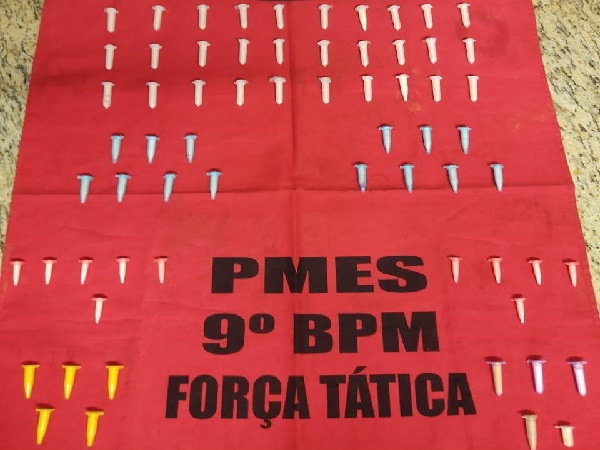 PMES
9º BPM
FORÇA TÁTICA